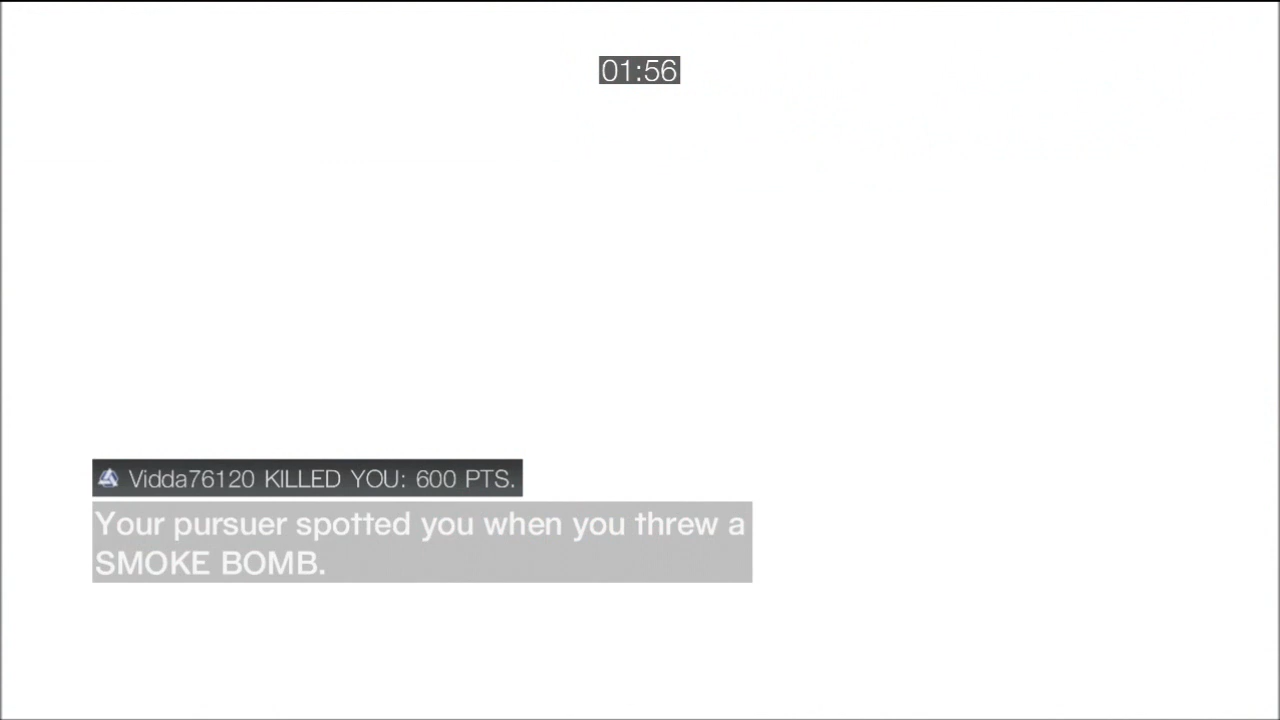 01:56
Vidda76120 KILLED YOU: 600 PTS.
Your pursuer spotted you when you threw a
SMOKE BOMB.